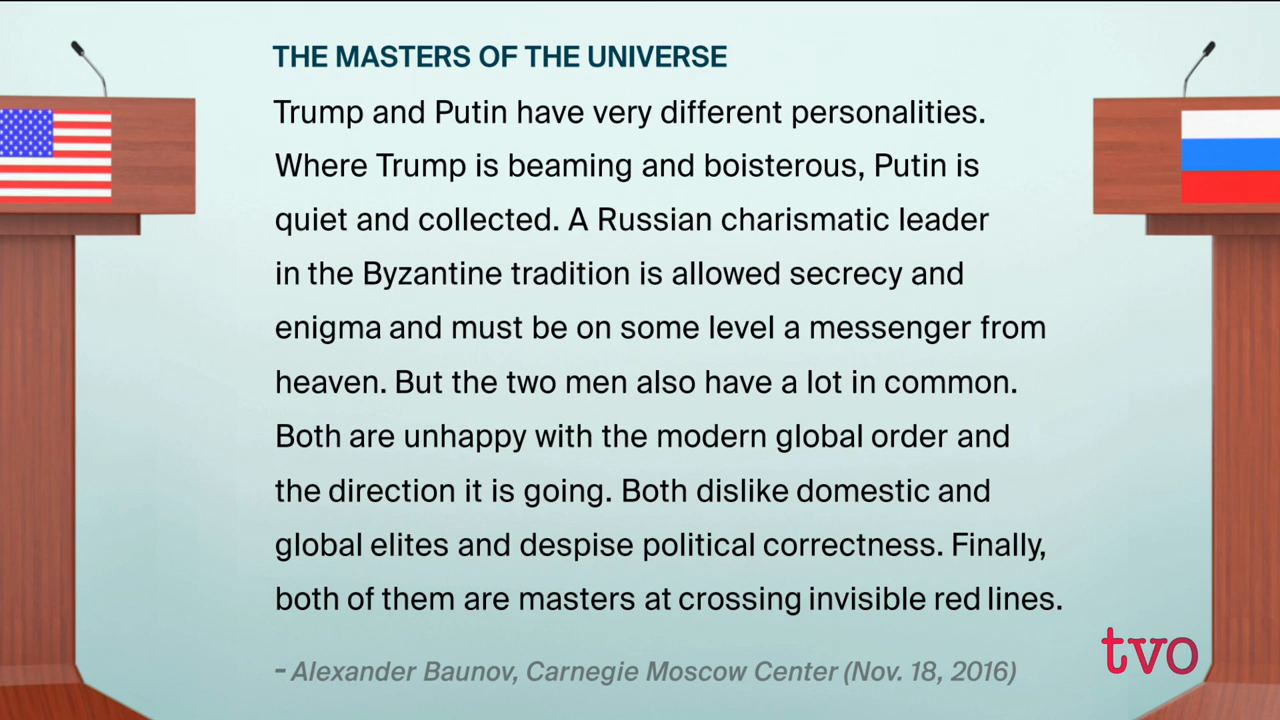 THE MASTERS OF THE UNIVERSE
Trump and Putin have very different personalities.
Where Trump is beaming and boisterous, Putin is
quiet and collected. A Russian charismatic leader
in the Byzantine tradition is allowed secrecy and
enigma and must be on some level a messenger from
heaven. But the two men also have a lot in common.
Both are unhappy with the modern global order and
the direction it is going. Both dislike domestic and
global elites and despise political correctness. Finally,
both of them are masters at crossing invisible red lines.
– Alexander Baunov, Carnegie Moscow Center (Nov. 18, 2016)
tvo